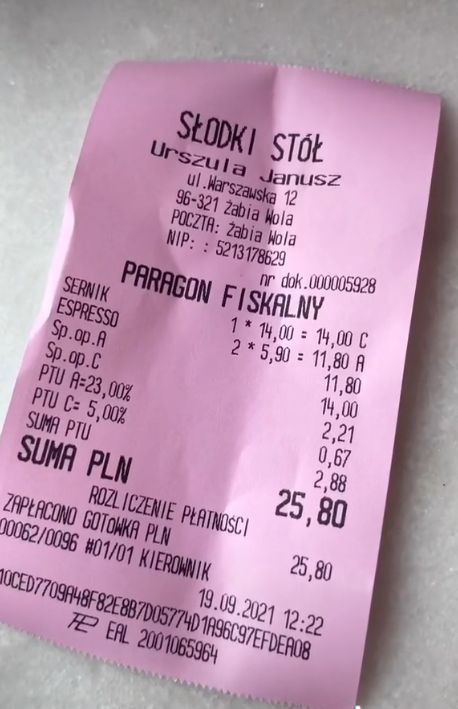 SŁODKI STÓŁ
Urszula Janusz
ul.Warszawska 12
96-321 Żabia Wola
POCZTA: Żabia Wola
NIP: : 5213178629
nr dok.000005928
PARAGON FISKALNY
SERNIK 1 * 14,00 = 14,00 C
ESPRESSO 2 * 5,90 = 11,80 A
Sp.op.A 11,80
Sp.op.C 14,00
PTU A=23,00% 2,21
PTU C= 5,00% 0,67
SUMA PTU 2,88
SUMA PLN 25,80
ROZLICZENIE PŁATNOŚCI
ZAPŁACONO GOTÓWKA PLN 25,80
00062/0096 #01/01 KIEROWNIK 19.09.2021 12:22
10CED7709A48F82E8B7D05774D1A96C97EFDEA08
EAL 2001065964